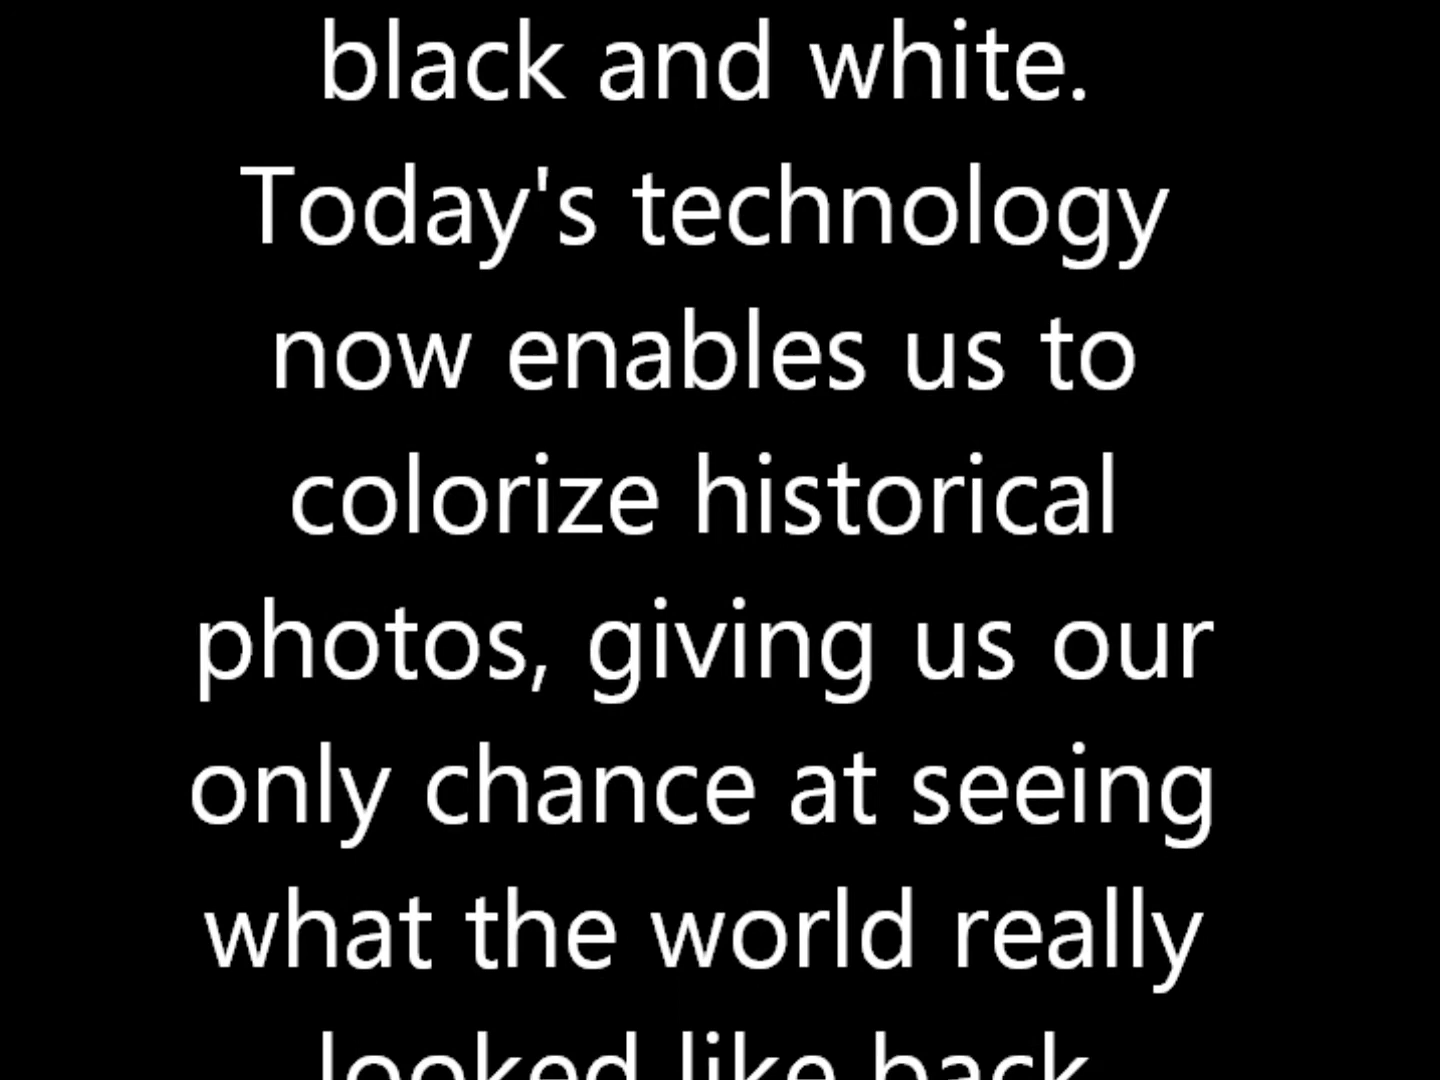 black and white.
Today's technology
now enables us to
colorize historical
photos, giving us our
only chance at seeing
what the world really
looked like back